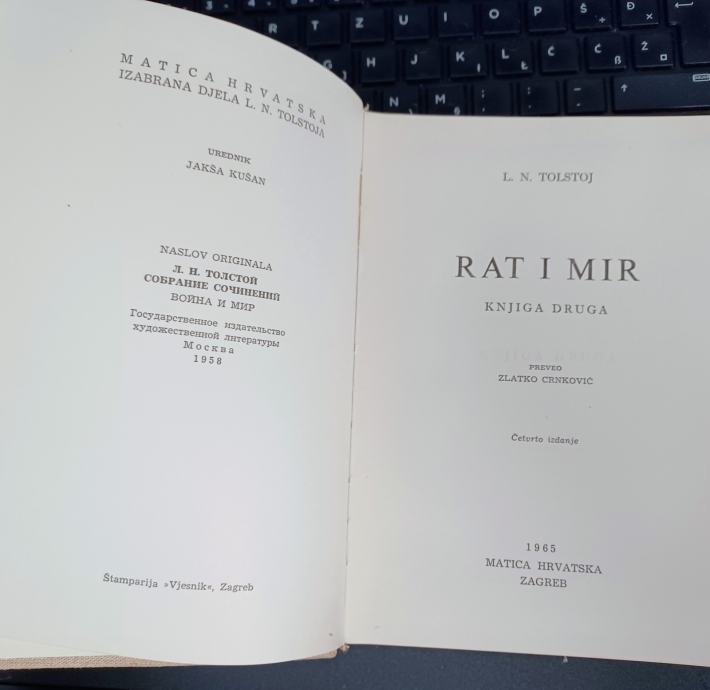 MATICA HRVATSKA
IZABRANA DJELA L. N. TOLSTOJA
UREDNIK
JAKŠA KUŠAN
NASLOV ORIGINALA
Л. Н. ТОЛСТОЙ
СОБРАНИЕ СОЧИНЕНИЙ
ВОЙНА И МИР
Государственное издательство
художественной литературы
Москва
1958
Štamparija »Vjesnik«, Zagreb
L. N. TOLSTOJ
RAT I MIR
KNJIGA DRUGA
PREVEO
ZLATKO CRNKOVIĆ
Četvrto izdanje
1965
MATICA HRVATSKA
ZAGREB
R T Z U I O P Š Đ
H J K L Ł Č Ć ß Ž
N M